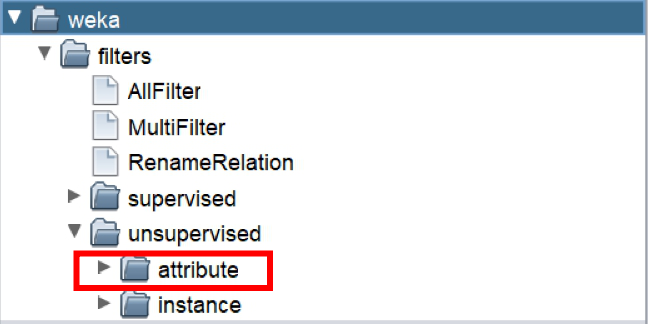 weka
filters
AllFilter
MultiFilter
RenameRelation
supervised
unsupervised
attribute
instance